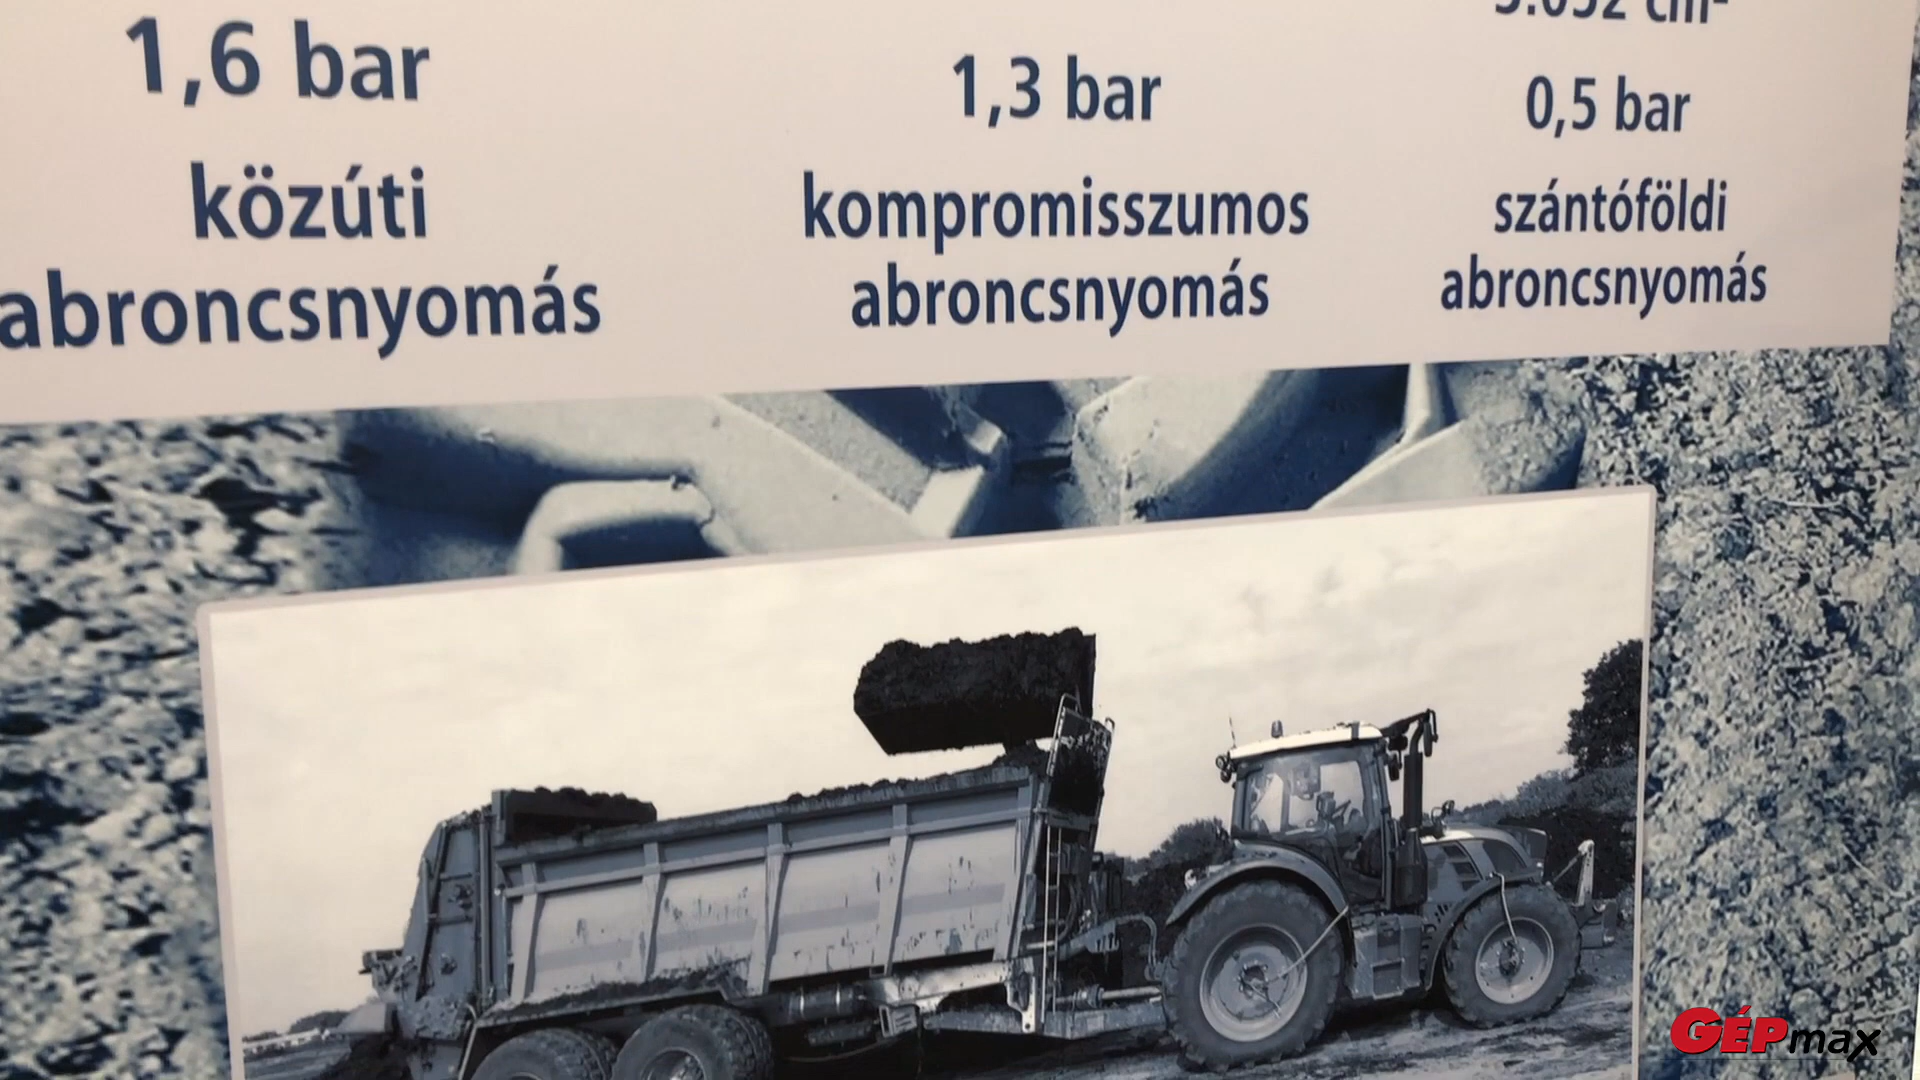 1,6 bar
közúti
abroncsnyomás
1,3 bar
kompromisszumos
abroncsnyomás
0,5 bar
szántóföldi
abroncsnyomás
GÉPmax